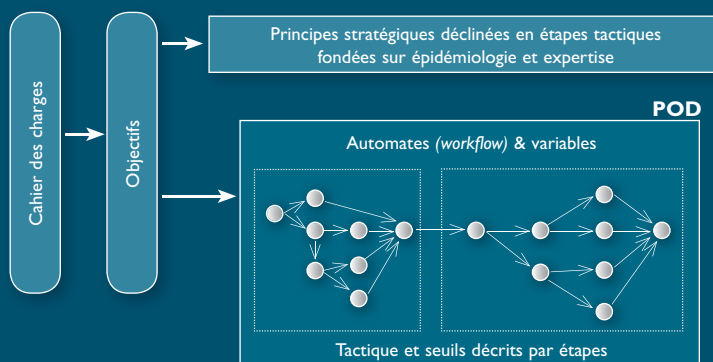 Cahier des charges
Objectifs
Principes stratégiques déclinées en étapes tactiques
fondées sur épidémiologie et expertise
POD
Automates (workflow) & variables
Tactique et seuils décrits par étapes